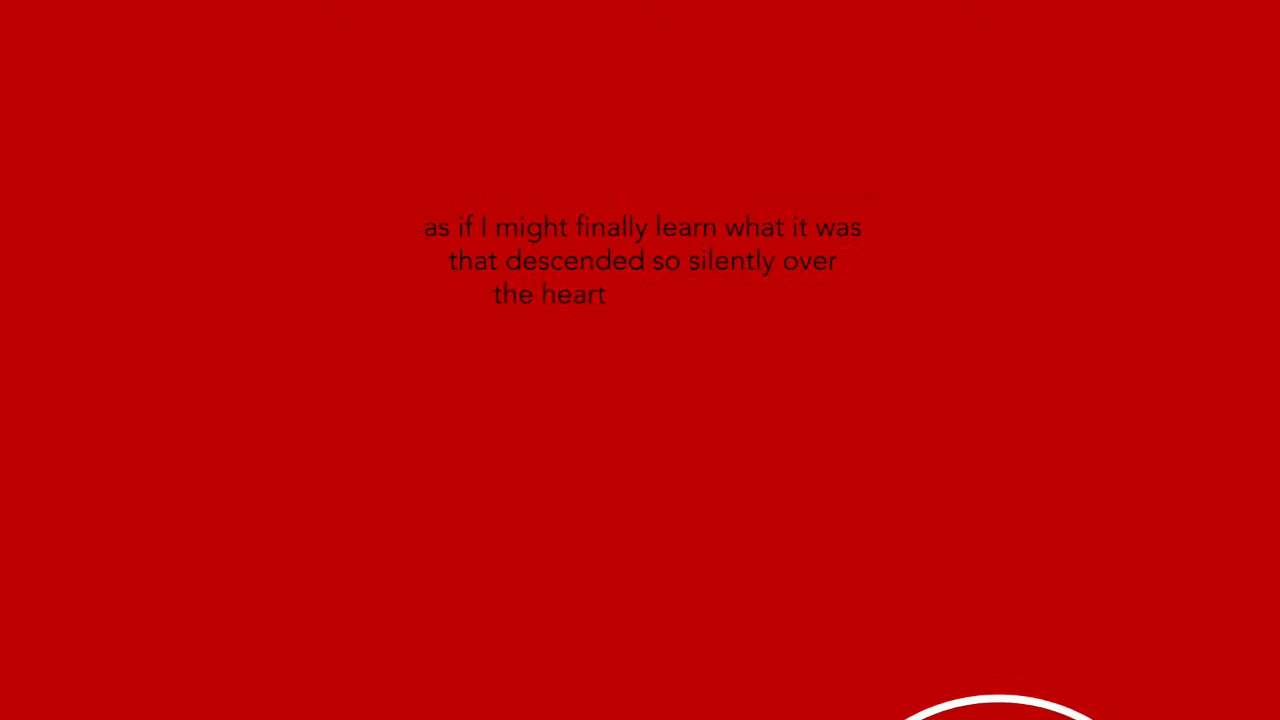 as if I might finally learn what it was
that descended so silently over
the heart